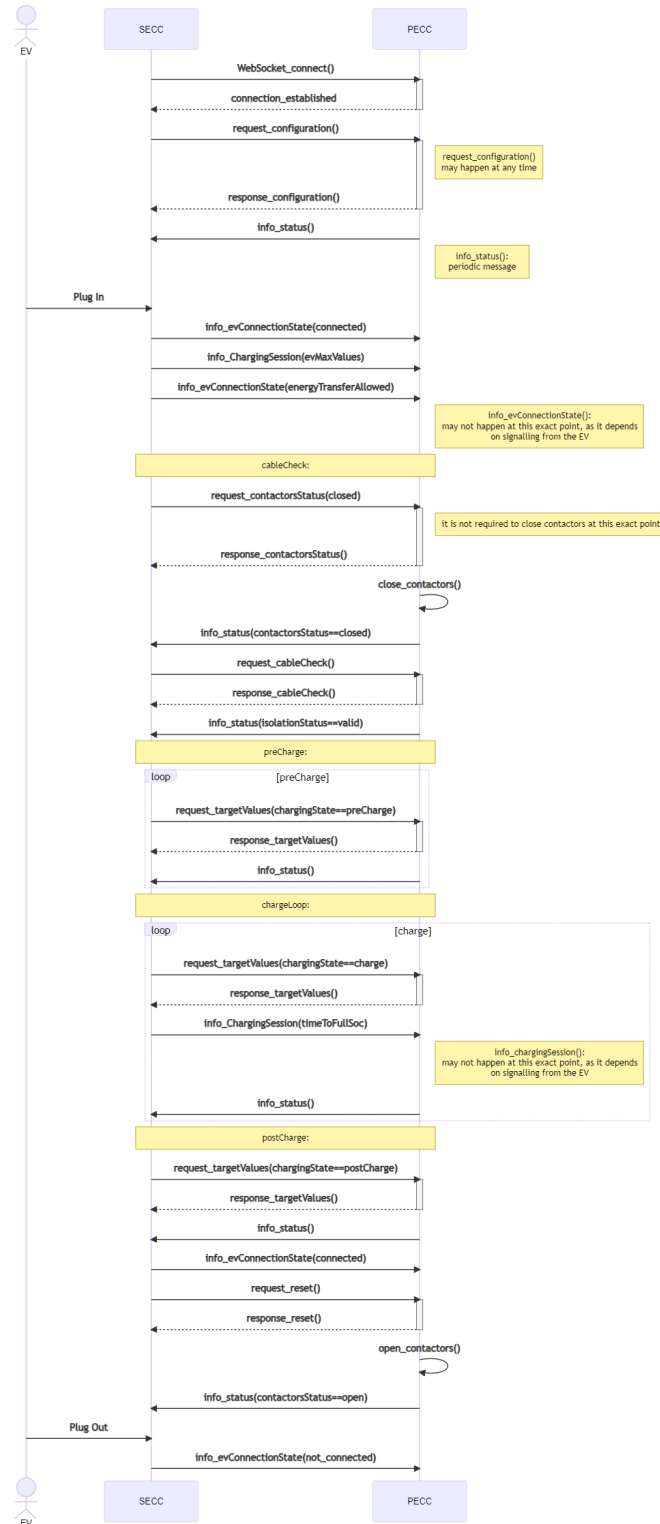 SECC
PECC
EV
WebSocket_connect()
connection_established
request_configuration()
request_configuration()
may happen at any time
response_configuration()
info_status()
info_status():
periodic message
Plug In
info_evConnectionState(connected)
info_ChargingSession(evMaxValues)
info_evConnectionState(energyTransferAllowed)
info_evConnectionState():
may not happen at this exact point, as it depends
on signalling from the EV
cableCheck:
request_contactorsStatus(closed)
it is not required to close contactors at this exact point
response_contactorsStatus()
close_contactors()
info_status(contactorsStatus==closed)
request_cableCheck()
response_cableCheck()
info_status(isolationStatus==valid)
preCharge:
loop
[preCharge]
request_targetValues(chargingState==preCharge)
response_targetValues()
info_status()
chargeLoop:
loop
[charge]
request_targetValues(chargingState==charge)
response_targetValues()
info_ChargingSession(timeToFullSoc)
info_chargingSession():
may not happen at this exact point, as it depends
on signalling from the EV
info_status()
postCharge:
request_targetValues(chargingState==postCharge)
response_targetValues()
info_status()
info_evConnectionState(connected)
request_reset()
response_reset()
open_contactors()
info_status(contactorsStatus==open)
Plug Out
info_evConnectionState(not_connected)
SECC
PECC
EV